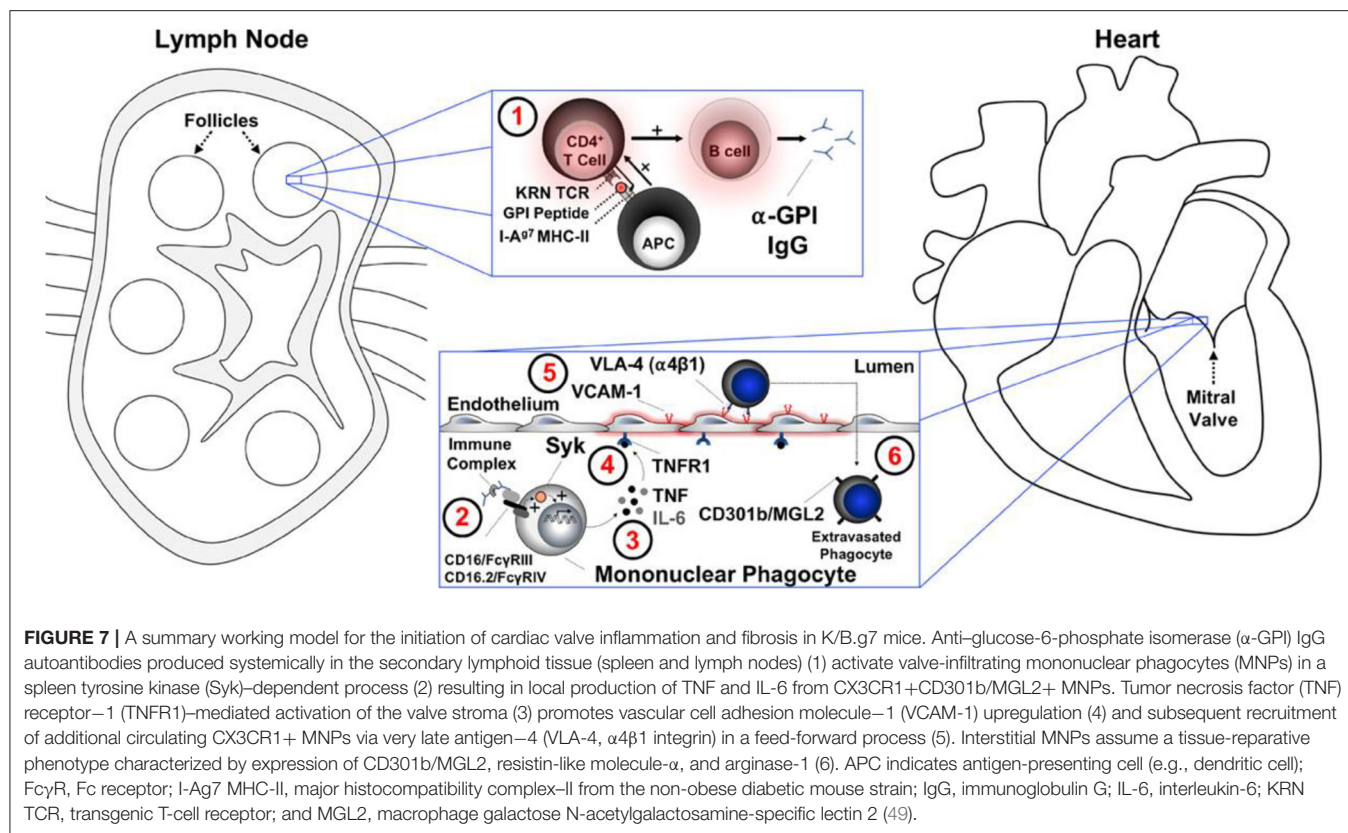 Lymph Node
Heart
Follicles
1
CD4+
T Cell
+
B cell
+
KRN TCR
GPI Peptide
I-Ag7 MHC-II
APC
α-GPI
IgG
5
VLA-4 (α4β1)
VCAM-1
Lumen
Endothelium
Mitral
Valve
Immune
Complex
Syk
4
TNFR1
6
+
+
2
TNF
IL-6
3
CD301b/MGL2
Extravasated
Phagocyte
CD16/FcγRIII
CD16.2/FcγRIV
Mononuclear Phagocyte
FIGURE 7 | A summary working model for the initiation of cardiac valve inflammation and fibrosis in K/B.g7 mice. Anti–glucose-6-phosphate isomerase (α-GPI) IgG
autoantibodies produced systemically in the secondary lymphoid tissue (spleen and lymph nodes) (1) activate valve-infiltrating mononuclear phagocytes (MNPs) in a
spleen tyrosine kinase (Syk)–dependent process (2) resulting in local production of TNF and IL-6 from CX3CR1+CD301b/MGL2+ MNPs. Tumor necrosis factor (TNF)
receptor−1 (TNFR1)–mediated activation of the valve stroma (3) promotes vascular cell adhesion molecule−1 (VCAM-1) upregulation (4) and subsequent recruitment
of additional circulating CX3CR1+ MNPs via very late antigen−4 (VLA-4, α4β1 integrin) in a feed-forward process (5). Interstitial MNPs assume a tissue-reparative
phenotype characterized by expression of CD301b/MGL2, resistin-like molecule-α, and arginase-1 (6). APC indicates antigen-presenting cell (e.g., dendritic cell);
FcγR, Fc receptor; I-Ag7 MHC-II, major histocompatibility complex–II from the non-obese diabetic mouse strain; IgG, immunoglobulin G; IL-6, interleukin-6; KRN
TCR, transgenic T-cell receptor; and MGL2, macrophage galactose N-acetylgalactosamine-specific lectin 2 (49).